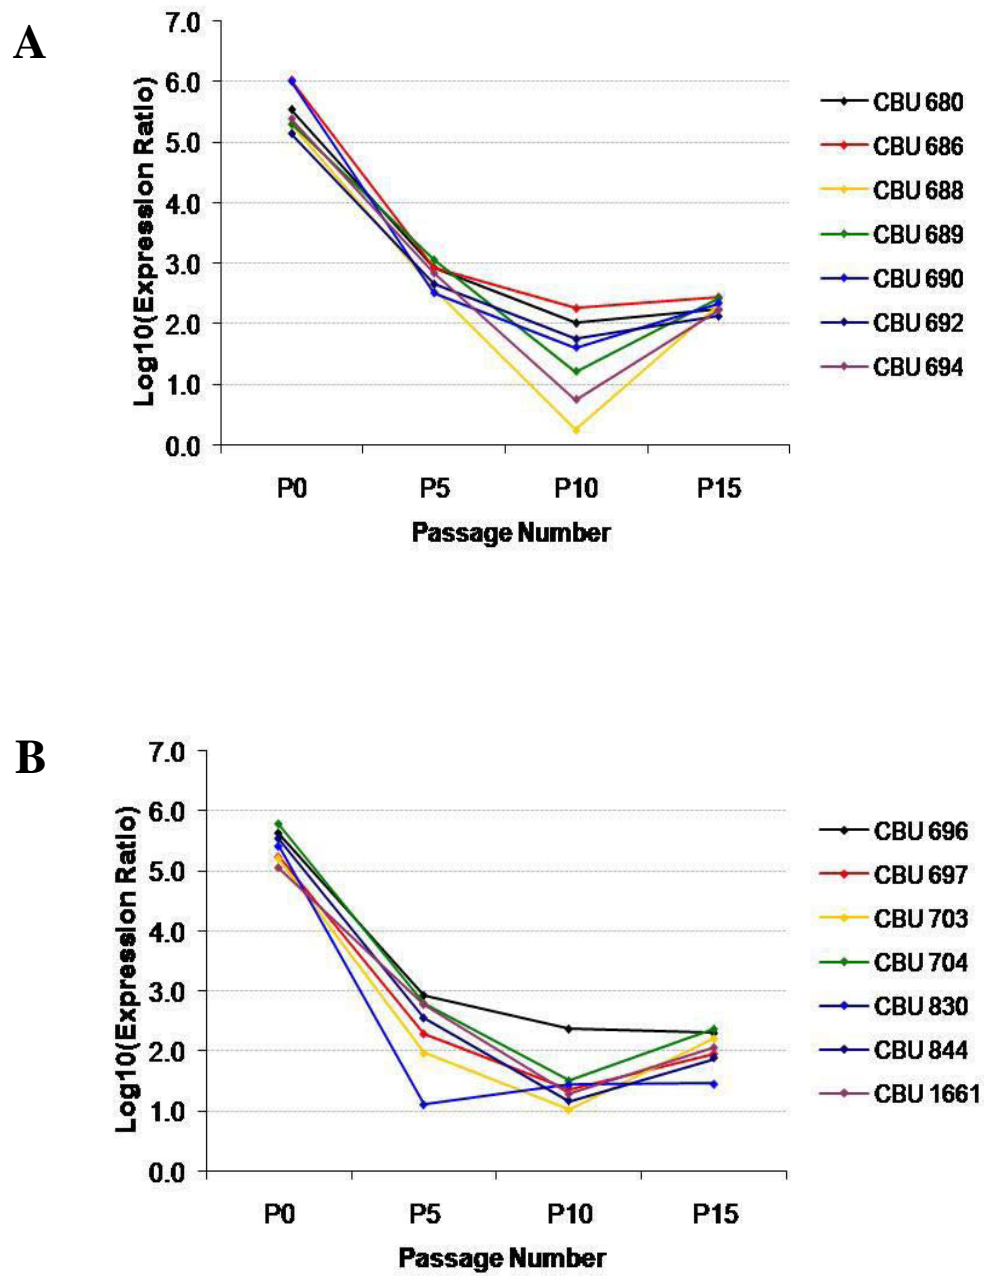 A
Log10(Expression Ratio)
7.0
6.0
5.0
4.0
3.0
2.0
1.0
0.0
P0 P5 P10 P15
Passage Number
CBU 680
CBU 686
CBU 688
CBU 689
CBU 690
CBU 692
CBU 694
B
Log10(Expression Ratio)
7.0
6.0
5.0
4.0
3.0
2.0
1.0
0.0
P0 P5 P10 P15
Passage Number
CBU 696
CBU 697
CBU 703
CBU 704
CBU 830
CBU 844
CBU 1661